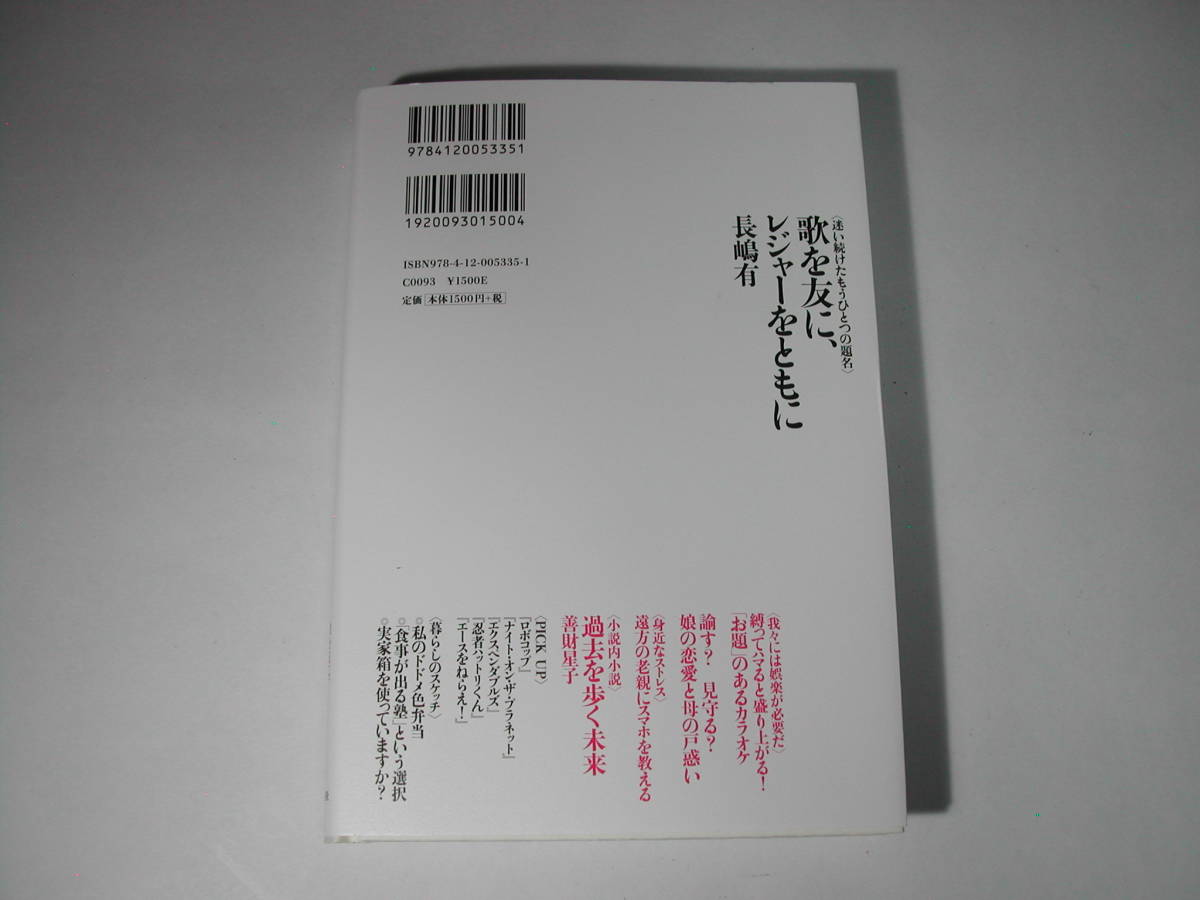 9784120053351
1920093015004
ISBN978-4-12-005335-1
C0093 ¥1500E
定価 本体1500円+税
〈迷い続けたもうひとつの題名〉
歌を友に、
レジャーをともに
長嶋有
〈我々には娯楽が必要だ〉
縛ってハマると盛り上がる!
「お題」のあるカラオケ
諭す? 見守る?
娘の恋愛と母の戸惑い
〈身近なストレス〉
遠方の老親にスマホを教える
〈小説内小説〉
過去を歩く未来
善財星子
〈PICK UP〉
『ロボコップ』
『ナイト・オン・ザ・プラネット』
『エクスペンダブルズ』
『忍者ハットリくん』
『エースをねらえ!』
〈暮らしのスケッチ〉
○私のドドメ色弁当
○「食事が出る塾」という選択
○実家箱を使っていますか?